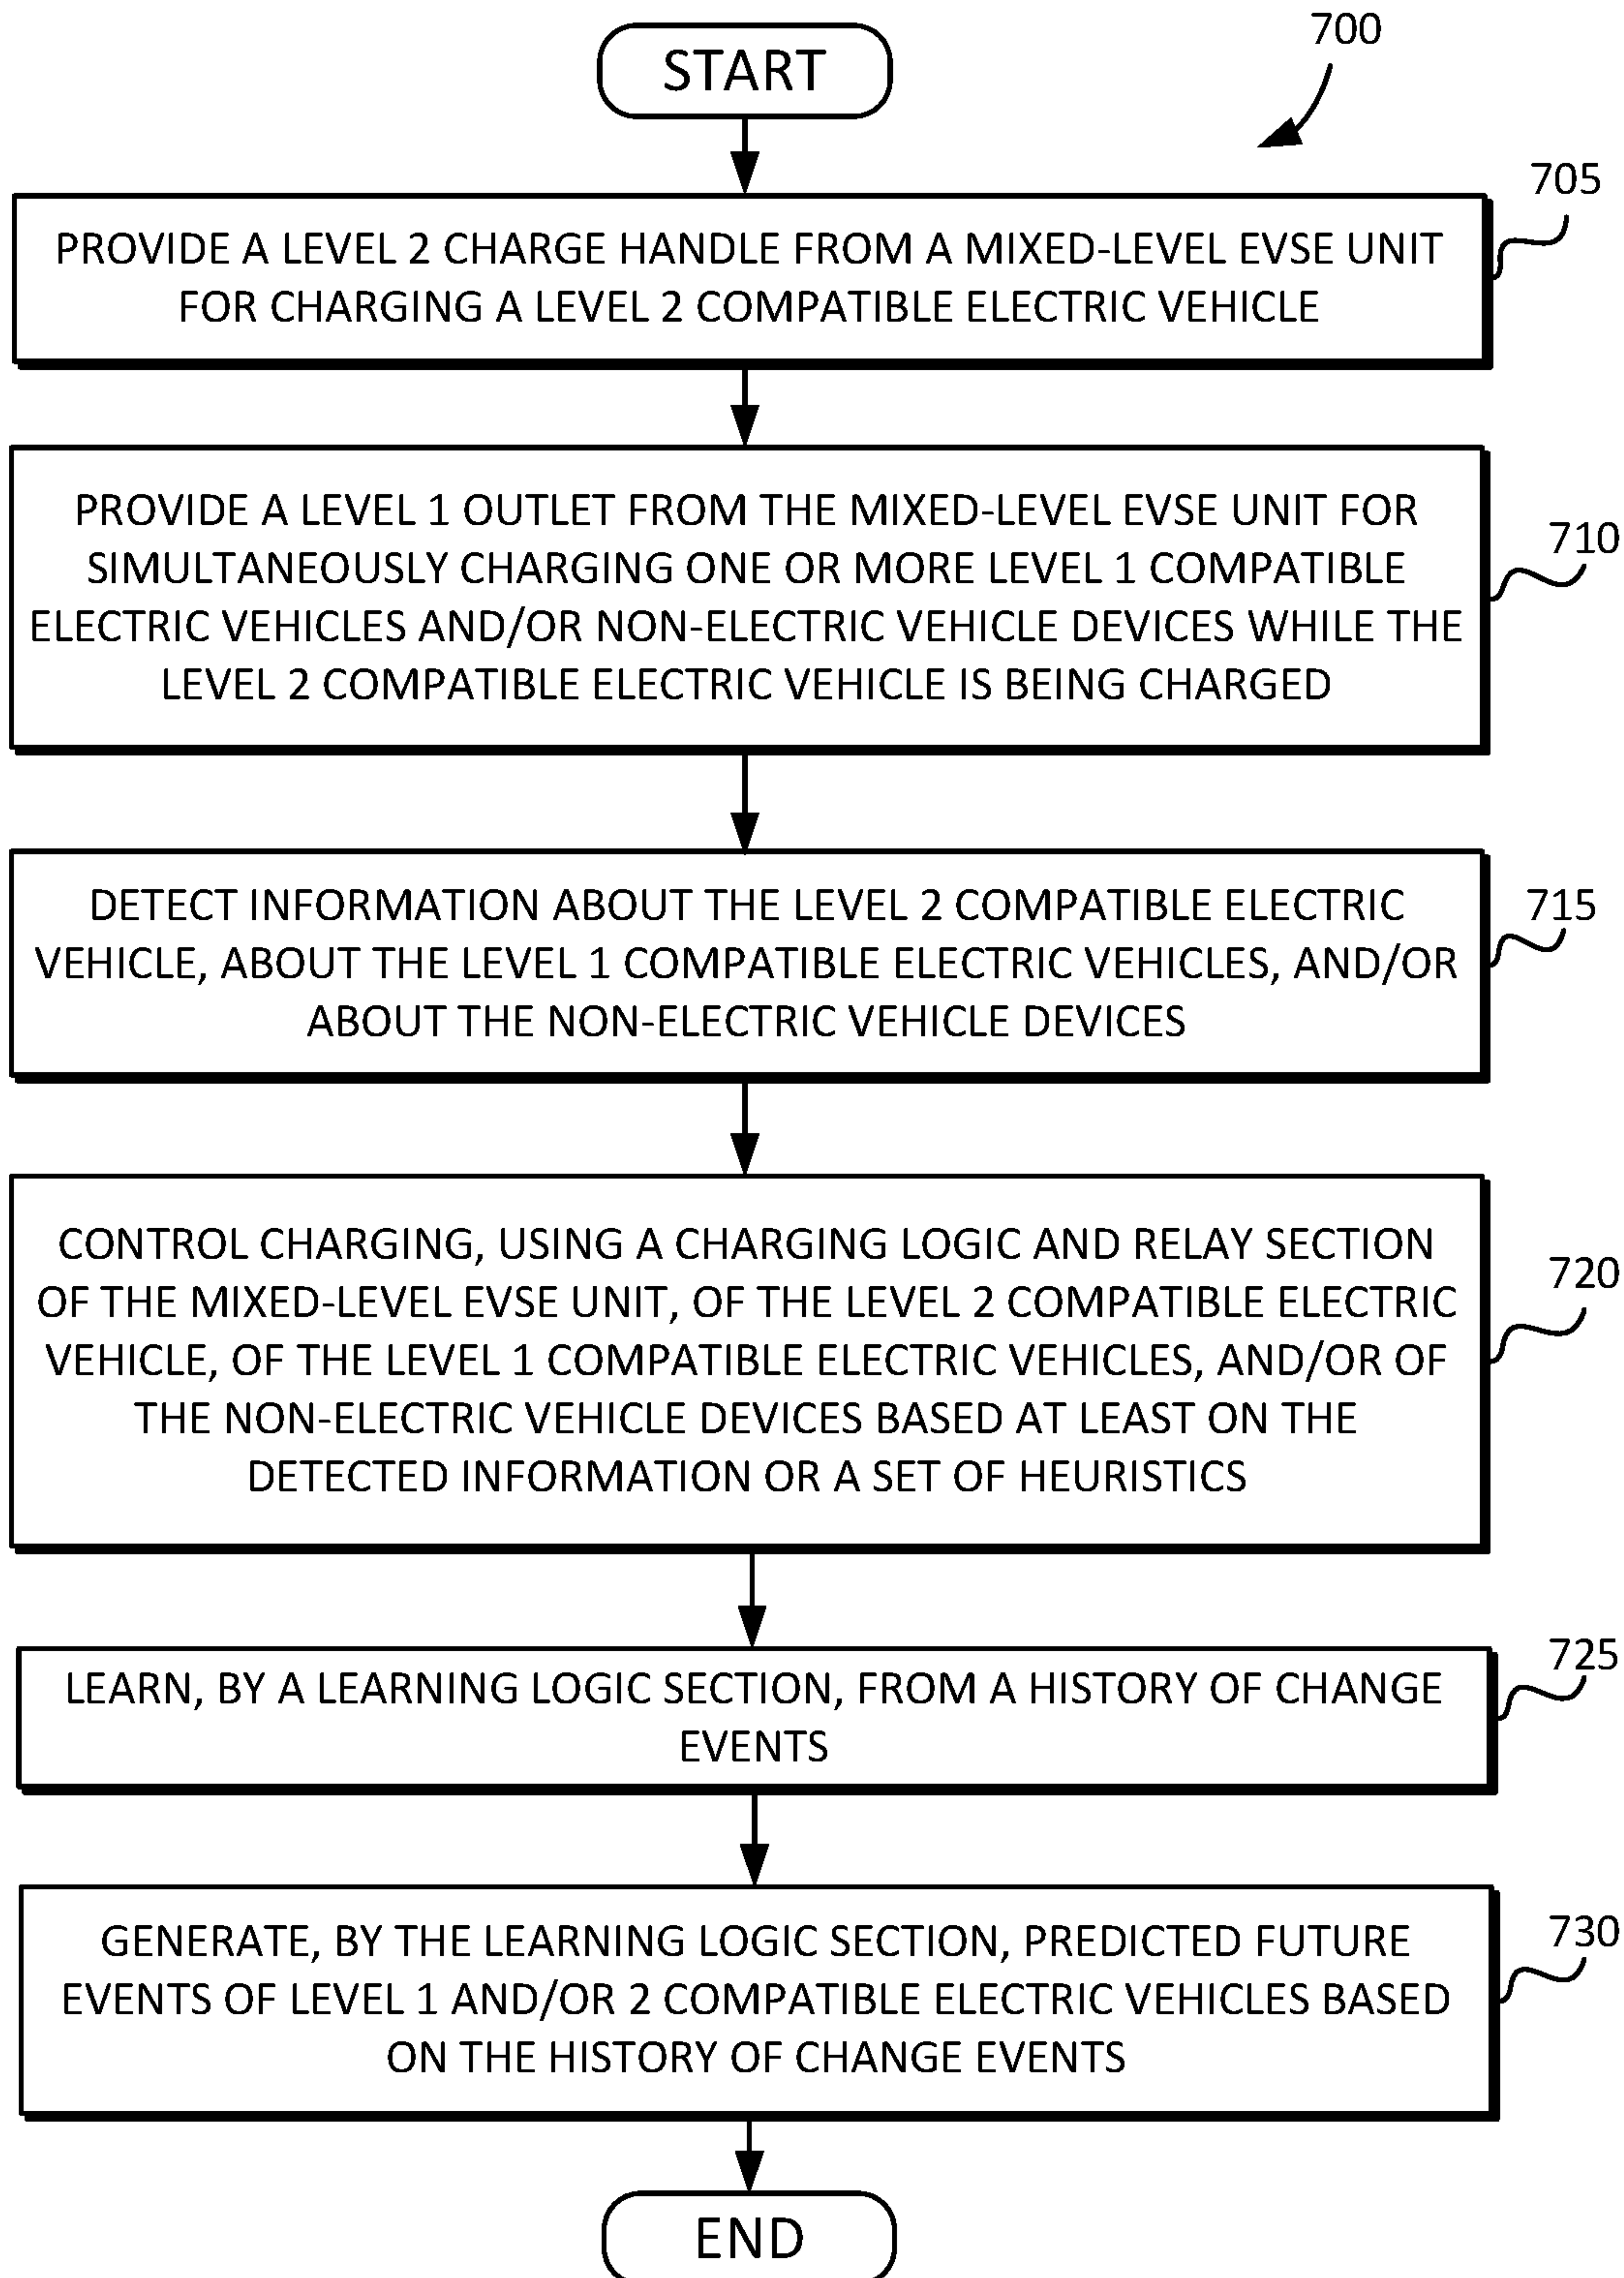 START
700
705
PROVIDE A LEVEL 2 CHARGE HANDLE FROM A MIXED-LEVEL EVSE UNIT
FOR CHARGING A LEVEL 2 COMPATIBLE ELECTRIC VEHICLE
710
PROVIDE A LEVEL 1 OUTLET FROM THE MIXED-LEVEL EVSE UNIT FOR
SIMULTANEOUSLY CHARGING ONE OR MORE LEVEL 1 COMPATIBLE
ELECTRIC VEHICLES AND/OR NON-ELECTRIC VEHICLE DEVICES WHILE THE
LEVEL 2 COMPATIBLE ELECTRIC VEHICLE IS BEING CHARGED
715
DETECT INFORMATION ABOUT THE LEVEL 2 COMPATIBLE ELECTRIC
VEHICLE, ABOUT THE LEVEL 1 COMPATIBLE ELECTRIC VEHICLES, AND/OR
ABOUT THE NON-ELECTRIC VEHICLE DEVICES
720
CONTROL CHARGING, USING A CHARGING LOGIC AND RELAY SECTION
OF THE MIXED-LEVEL EVSE UNIT, OF THE LEVEL 2 COMPATIBLE ELECTRIC
VEHICLE, OF THE LEVEL 1 COMPATIBLE ELECTRIC VEHICLES, AND/OR OF
THE NON-ELECTRIC VEHICLE DEVICES BASED AT LEAST ON THE
DETECTED INFORMATION OR A SET OF HEURISTICS
725
LEARN, BY A LEARNING LOGIC SECTION, FROM A HISTORY OF CHANGE
EVENTS
730
GENERATE, BY THE LEARNING LOGIC SECTION, PREDICTED FUTURE
EVENTS OF LEVEL 1 AND/OR 2 COMPATIBLE ELECTRIC VEHICLES BASED
ON THE HISTORY OF CHANGE EVENTS
END